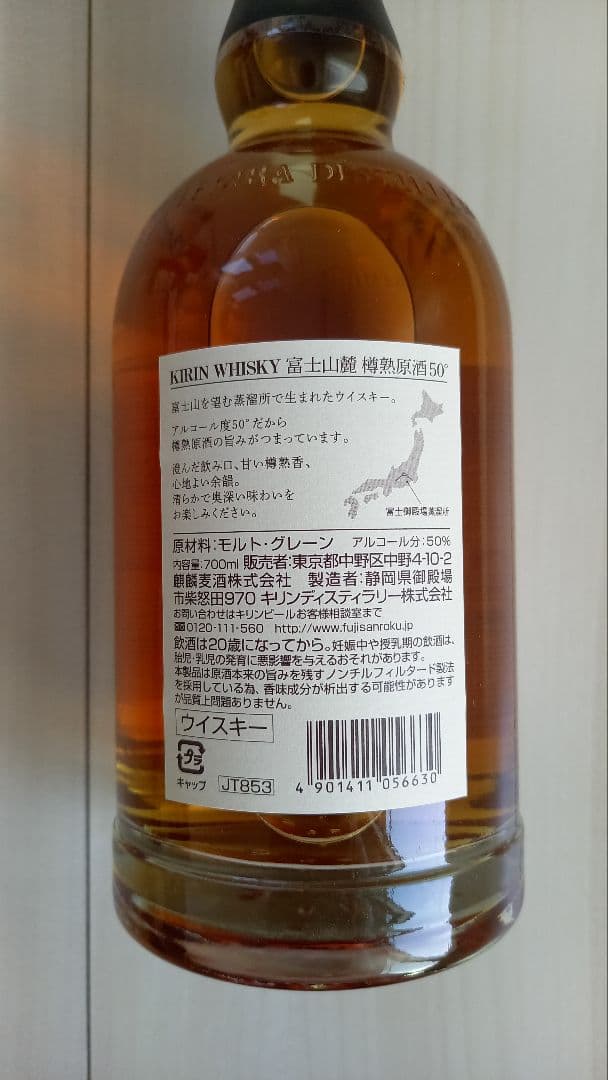 KIRIN WHISKY 富士山麓 樽熟原酒50°
富士山を望む蒸溜所で生まれたウイスキー。
アルコール度50°だから
樽熟原酒の旨みがつまっています。
澄んだ飲み口、甘い樽熟香、
心地よい余韻。
清らかで奥深い味わいを
お楽しみください。
富士御殿場蒸溜所
原材料:モルト・グレーン アルコール分:50%
内容量:700ml 販売者:東京都中野区中野4-10-2
麒麟麦酒株式会社 製造者:静岡県御殿場
市柴怒田970 キリンディスティラリー株式会社
お問い合わせはキリンビールお客様相談室まで
0120-111-560 http://www.fujisanroku.jp/
飲酒は20歳になってから。妊娠中や授乳期の飲酒は、
胎児・乳児の発育に悪影響を与えるおそれがあります。
本製品は原酒本来の旨みを残すノンチルフィルタード製法
を採用している為、香味成分が析出する可能性があります
が品質上問題ありません。
ウイスキー
プラ
キャップ
JT853
4 901411 056630